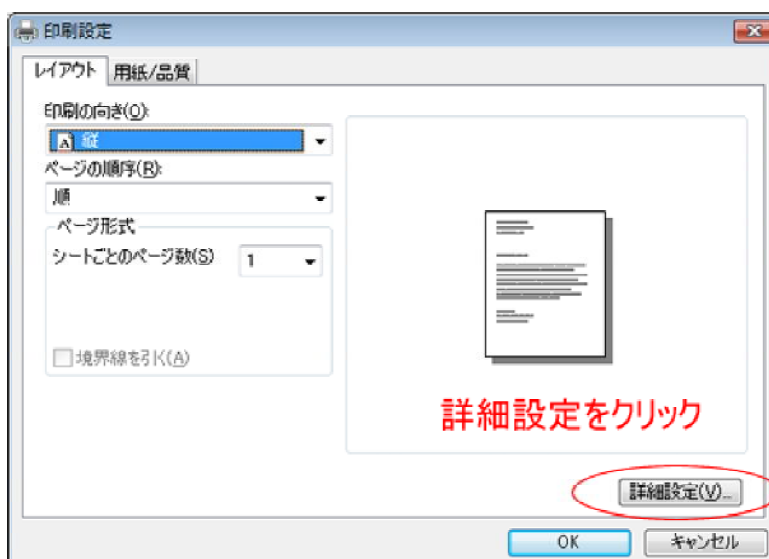 印刷設定
レイアウト 用紙/品質
印刷の向き(O):
縦
ページの順序(R):
順
ページ形式
シートごとのページ数(S) 1
境界線を引く(A)
詳細設定をクリック
詳細設定(V)...
OK キャンセル